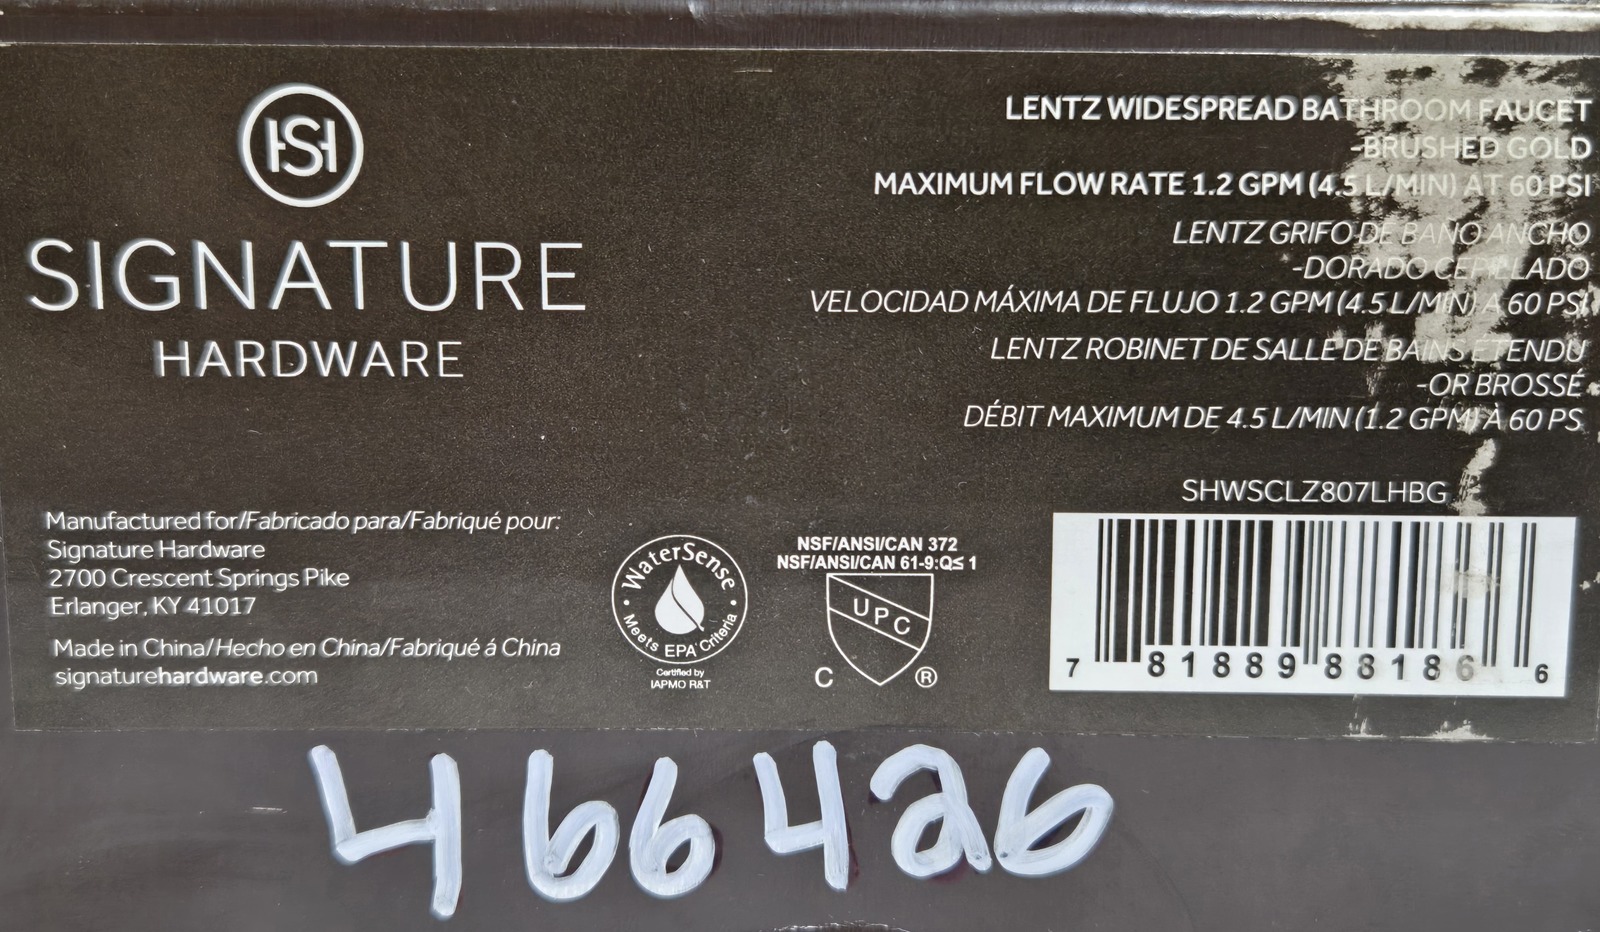 SH
SIGNATURE
HARDWARE
LENTZ WIDESPREAD BATHROOM FAUCET
-BRUSHED GOLD
MAXIMUM FLOW RATE 1.2 GPM (4.5 L/MIN) AT 60 PSI
LENTZ GRIFO DE BAÑO ANCHO
-DORADO CEPILLADO
VELOCIDAD MÁXIMA DE FLUJO 1.2 GPM (4.5 L/MIN) A 60 PSI
LENTZ ROBINET DE SALLE DE BAINS ÉTENDU
-OR BROSSÉ
DÉBIT MAXIMUM DE 4.5 L/MIN (1.2 GPM) À 60 PS
SHWSCLZ807LHBG
7 81889 88186 6
Manufactured for/Fabricado para/Fabriqué pour:
Signature Hardware
2700 Crescent Springs Pike
Erlanger, KY 41017
Made in China/Hecho en China/Fabriqué á China
signaturehardware.com
WaterSense
Meets EPA Criteria
Certified by
IAPMO R&T
NSF/ANSI/CAN 372
NSF/ANSI/CAN 61-9:Q≤ 1
UPC
C ®
466426